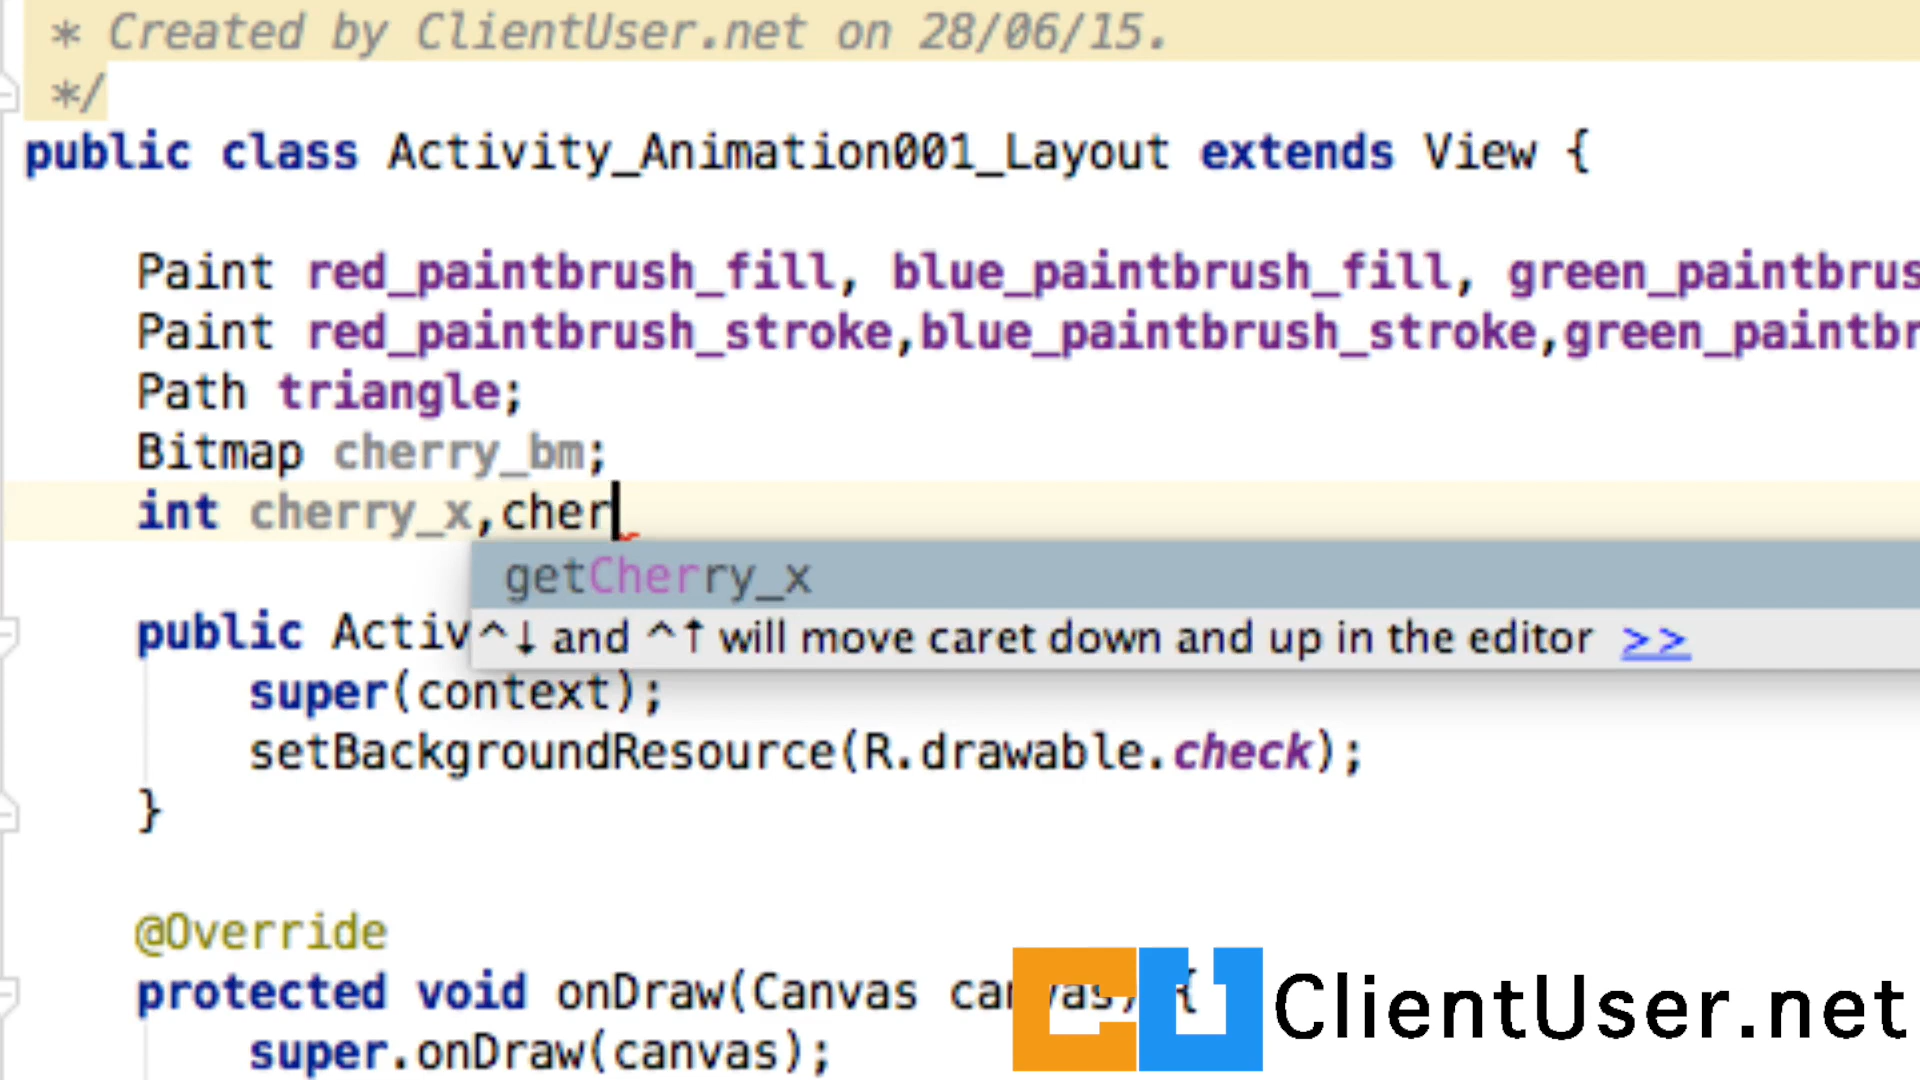 * Created by ClientUser.net on 28/06/15.
*/
public class Activity_Animation001_Layout extends View {
Paint red_paintbrush_fill, blue_paintbrush_fill, green_paintbrus
Paint red_paintbrush_stroke,blue_paintbrush_stroke,green_paintbr
Path triangle;
Bitmap cherry_bm;
int cherry_x,cher
getCherry_x
public Activ
^↓ and ^↑ will move caret down and up in the editor >>
super(context);
setBackgroundResource(R.drawable.check);
}
@Override
protected void onDraw(Canvas canvas) {
super.onDraw(canvas);
CU ClientUser.net